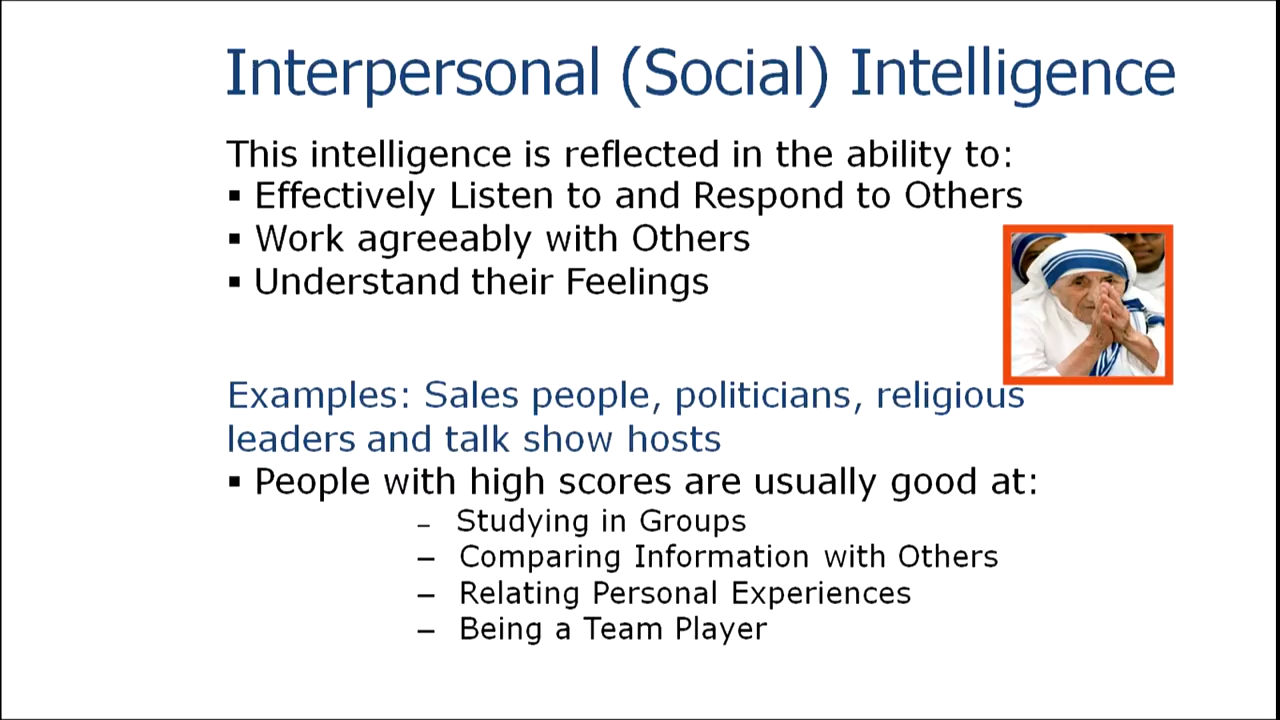 Interpersonal (Social) Intelligence
This intelligence is reflected in the ability to:
▪ Effectively Listen to and Respond to Others
▪ Work agreeably with Others
▪ Understand their Feelings
Examples: Sales people, politicians, religious
leaders and talk show hosts
▪ People with high scores are usually good at:
– Studying in Groups
– Comparing Information with Others
– Relating Personal Experiences
– Being a Team Player